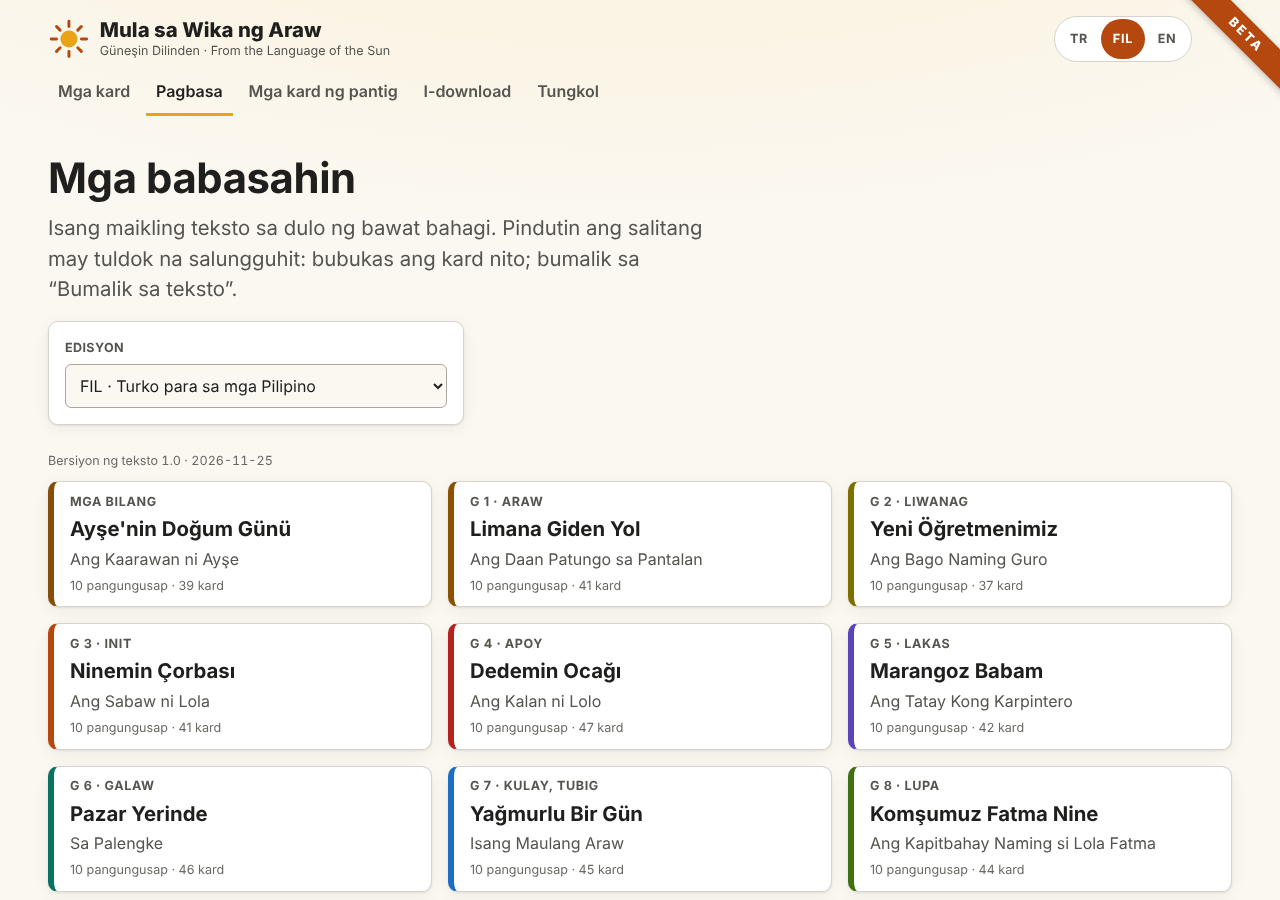 Mula sa Wika ng Araw
Güneşin Dilinden · From the Language of the Sun
TR FIL EN
BETA
Mga kard Pagbasa Mga kard ng pantig I-download Tungkol
Mga babasahin
Isang maikling teksto sa dulo ng bawat bahagi. Pindutin ang salitang
may tuldok na salungguhit: bubukas ang kard nito; bumalik sa
“Bumalik sa teksto”.
EDISYON
FIL · Turko para sa mga Pilipino
Bersiyon ng teksto 1.0 · 2026-11-25
MGA BILANG
Ayşe'nin Doğum Günü
Ang Kaarawan ni Ayşe
10 pangungusap · 39 kard
G 1 · ARAW
Limana Giden Yol
Ang Daan Patungo sa Pantalan
10 pangungusap · 41 kard
G 2 · LIWANAG
Yeni Öğretmenimiz
Ang Bago Naming Guro
10 pangungusap · 37 kard
G 3 · INIT
Ninemin Çorbası
Ang Sabaw ni Lola
10 pangungusap · 41 kard
G 4 · APOY
Dedemin Ocağı
Ang Kalan ni Lolo
10 pangungusap · 47 kard
G 5 · LAKAS
Marangoz Babam
Ang Tatay Kong Karpintero
10 pangungusap · 42 kard
G 6 · GALAW
Pazar Yerinde
Sa Palengke
10 pangungusap · 46 kard
G 7 · KULAY, TUBIG
Yağmurlu Bir Gün
Isang Maulang Araw
10 pangungusap · 45 kard
G 8 · LUPA
Komşumuz Fatma Nine
Ang Kapitbahay Naming si Lola Fatma
10 pangungusap · 44 kard